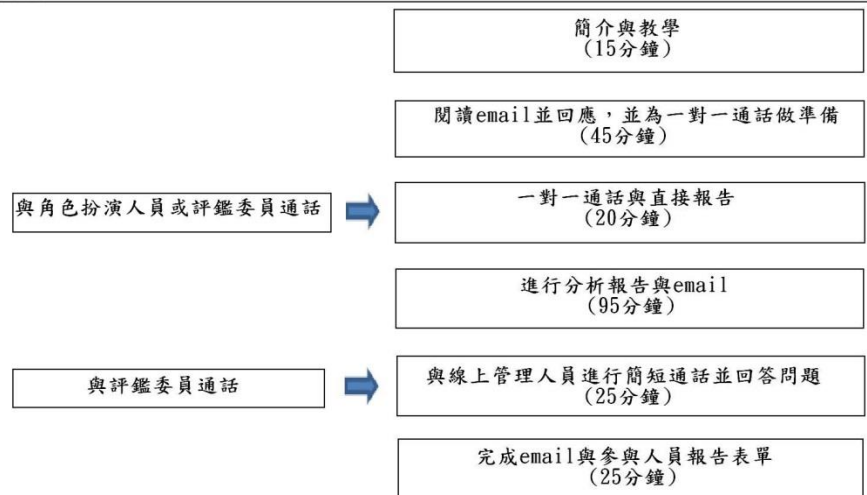 簡介與教學
(15分鐘)
閱讀email並回應，並為一對一通話做準備
(45分鐘)
與角色扮演人員或評鑑委員通話
一對一通話與直接報告
(20分鐘)
進行分析報告與email
(95分鐘)
與評鑑委員通話
與線上管理人員進行簡短通話並回答問題
(25分鐘)
完成email與參與人員報告表單
(25分鐘)